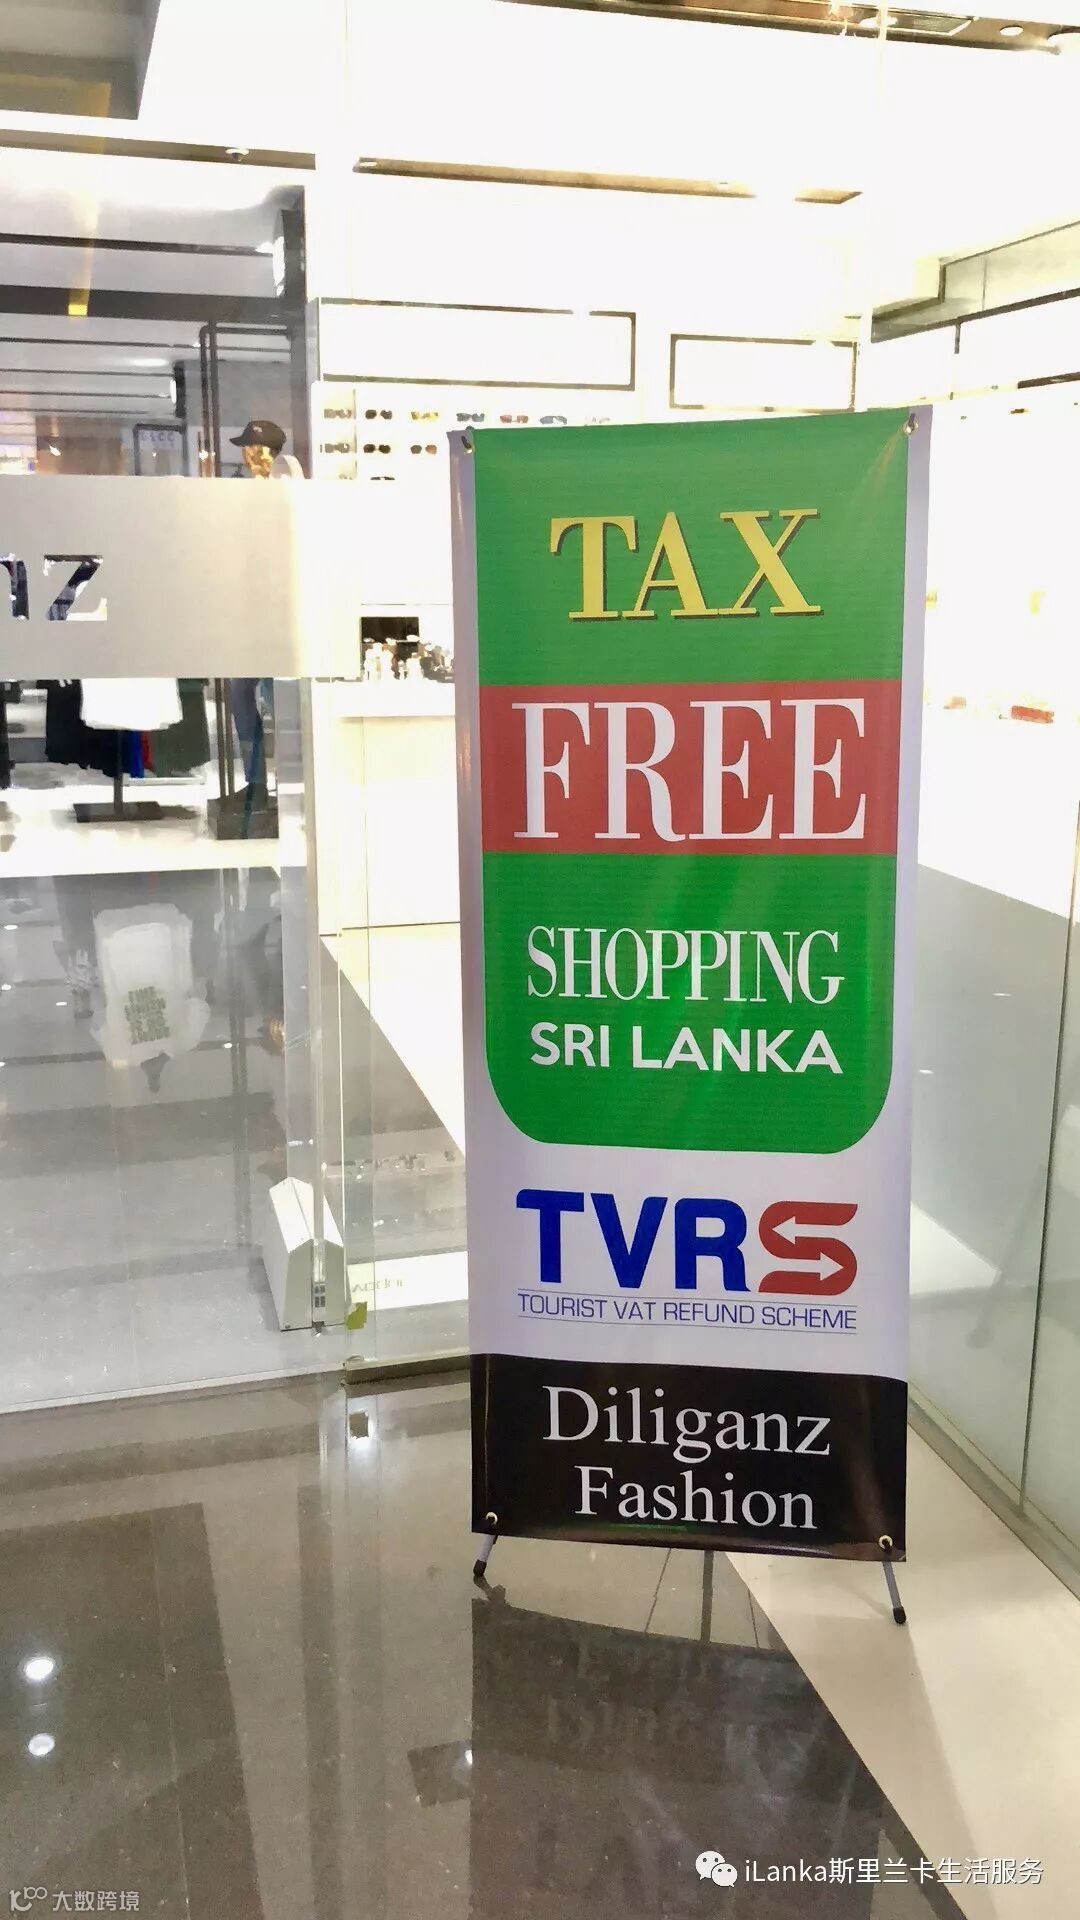 nz
TAX
FREE
SHOPPING
SRI LANKA
TVRS
TOURIST VAT REFUND SCHEME
Diliganz
Fashion
iLanka斯里兰卡生活服务
大数跨境